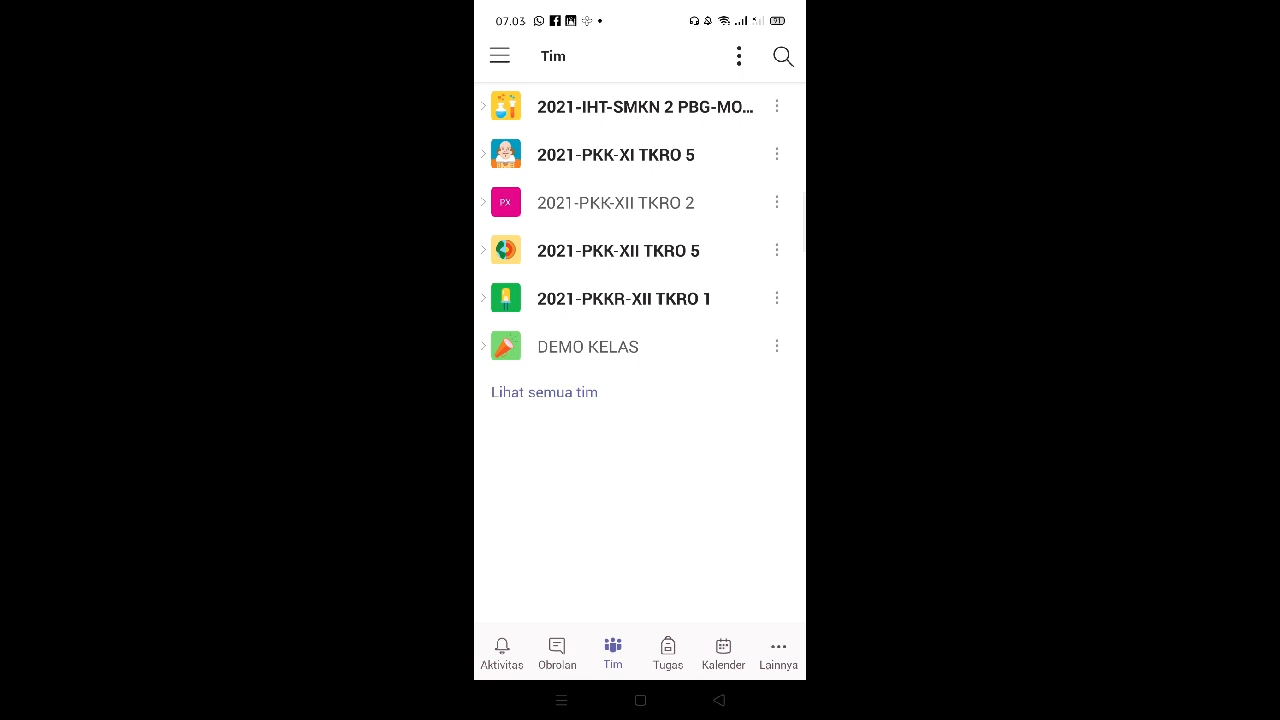 07.03
91
Tim
2021-IHT-SMKN 2 PBG-MO...
2021-PKK-XI TKRO 5
PX
2021-PKK-XII TKRO 2
2021-PKK-XII TKRO 5
2021-PKKR-XII TKRO 1
DEMO KELAS
Lihat semua tim
Aktivitas Obrolan Tim Tugas Kalender Lainnya